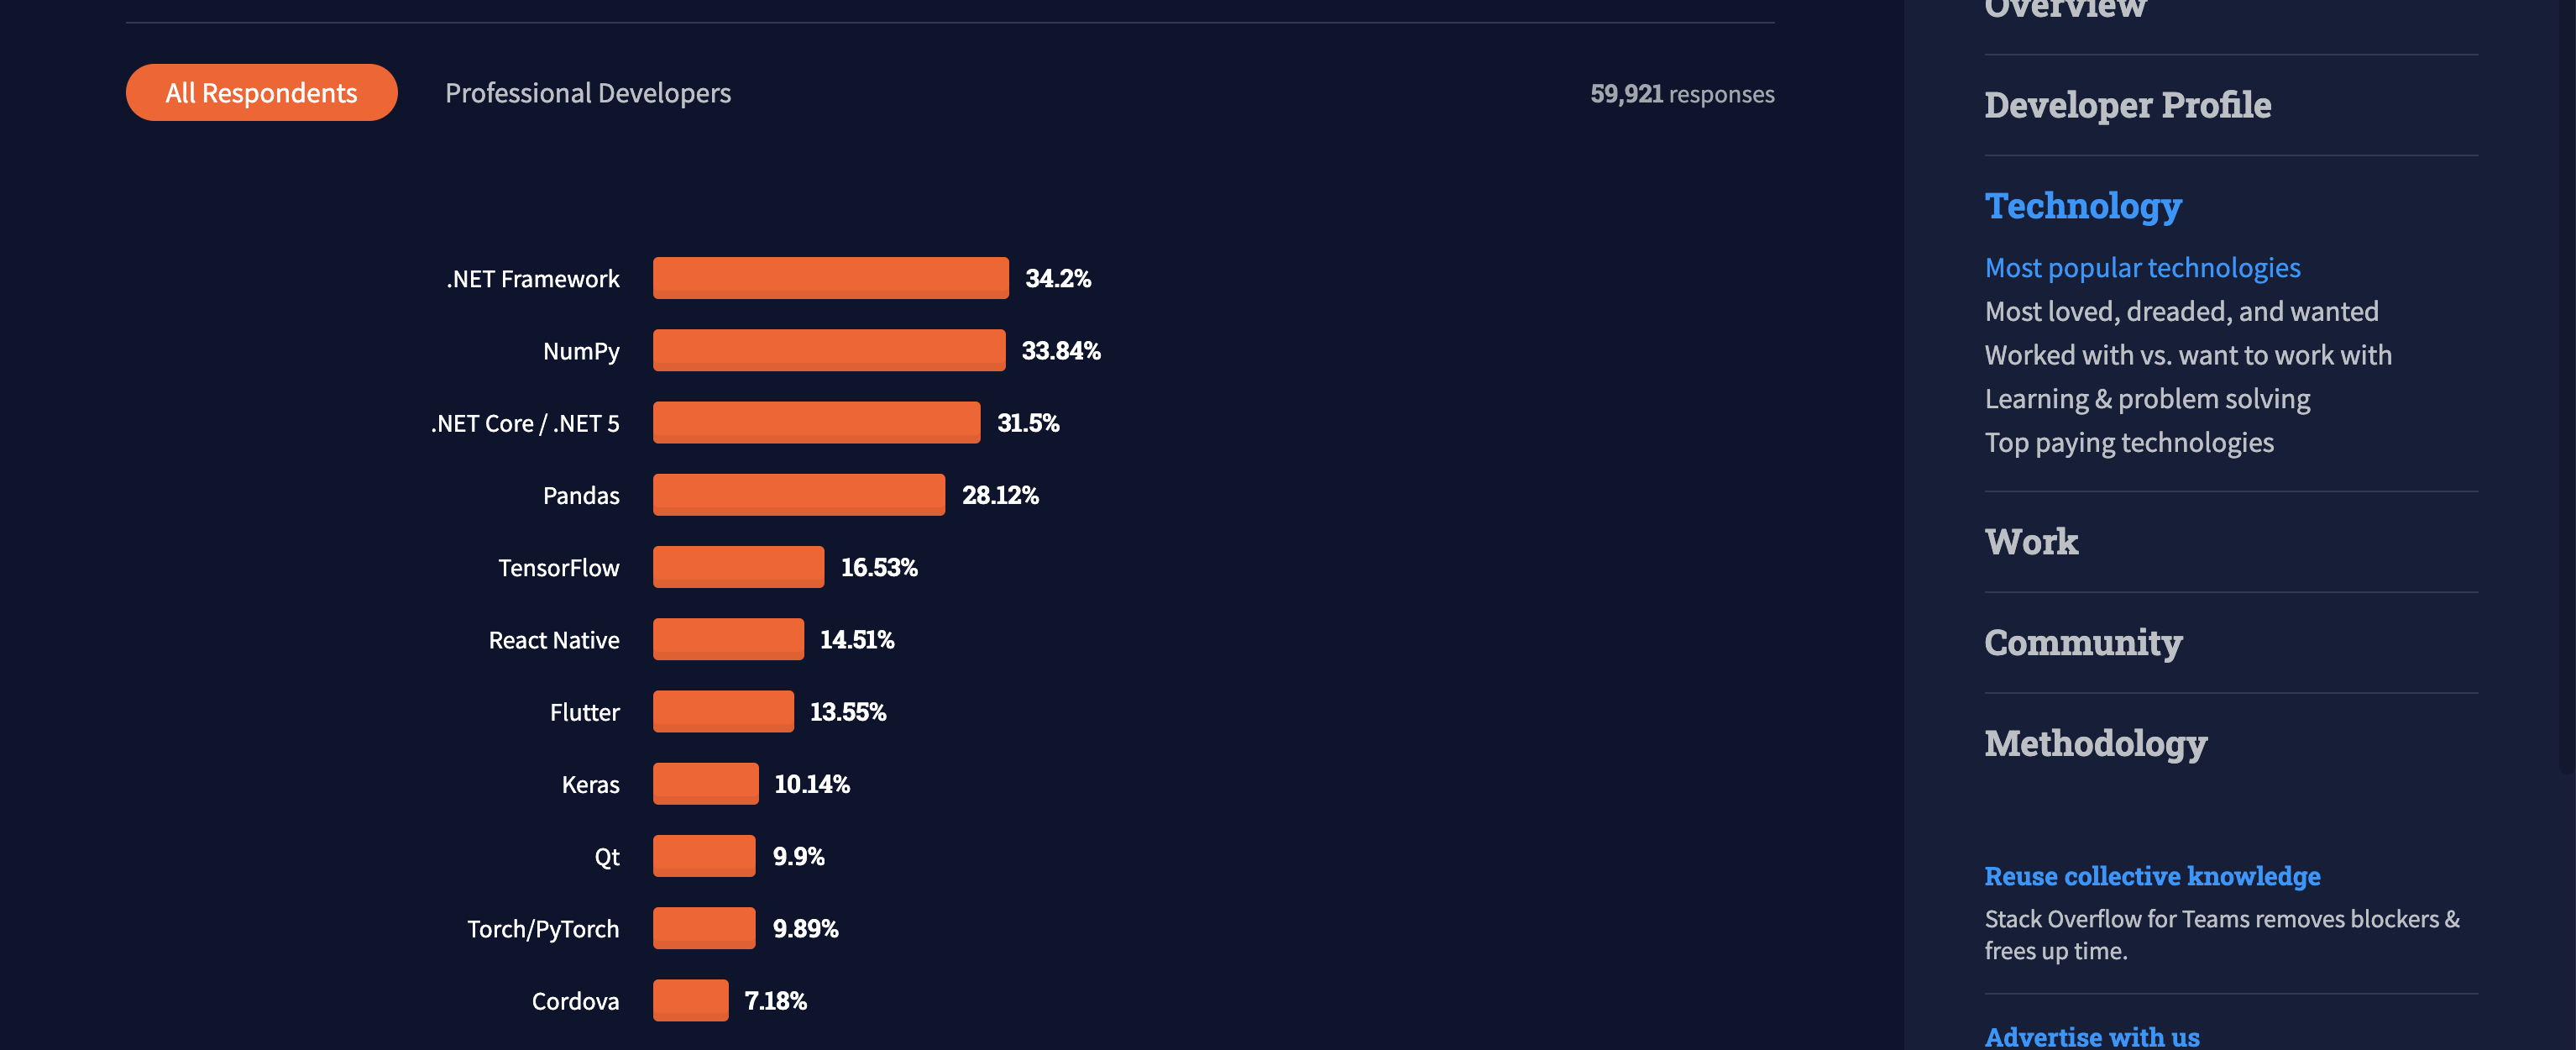 All Respondents
Professional Developers
59,921 responses
.NET Framework 34.2%
NumPy 33.84%
.NET Core / .NET 5 31.5%
Pandas 28.12%
TensorFlow 16.53%
React Native 14.51%
Flutter 13.55%
Keras 10.14%
Qt 9.9%
Torch/PyTorch 9.89%
Cordova 7.18%
Overview
Developer Profile
Technology
Most popular technologies
Most loved, dreaded, and wanted
Worked with vs. want to work with
Learning & problem solving
Top paying technologies
Work
Community
Methodology
Reuse collective knowledge
Stack Overflow for Teams removes blockers &
frees up time.
Advertise with us